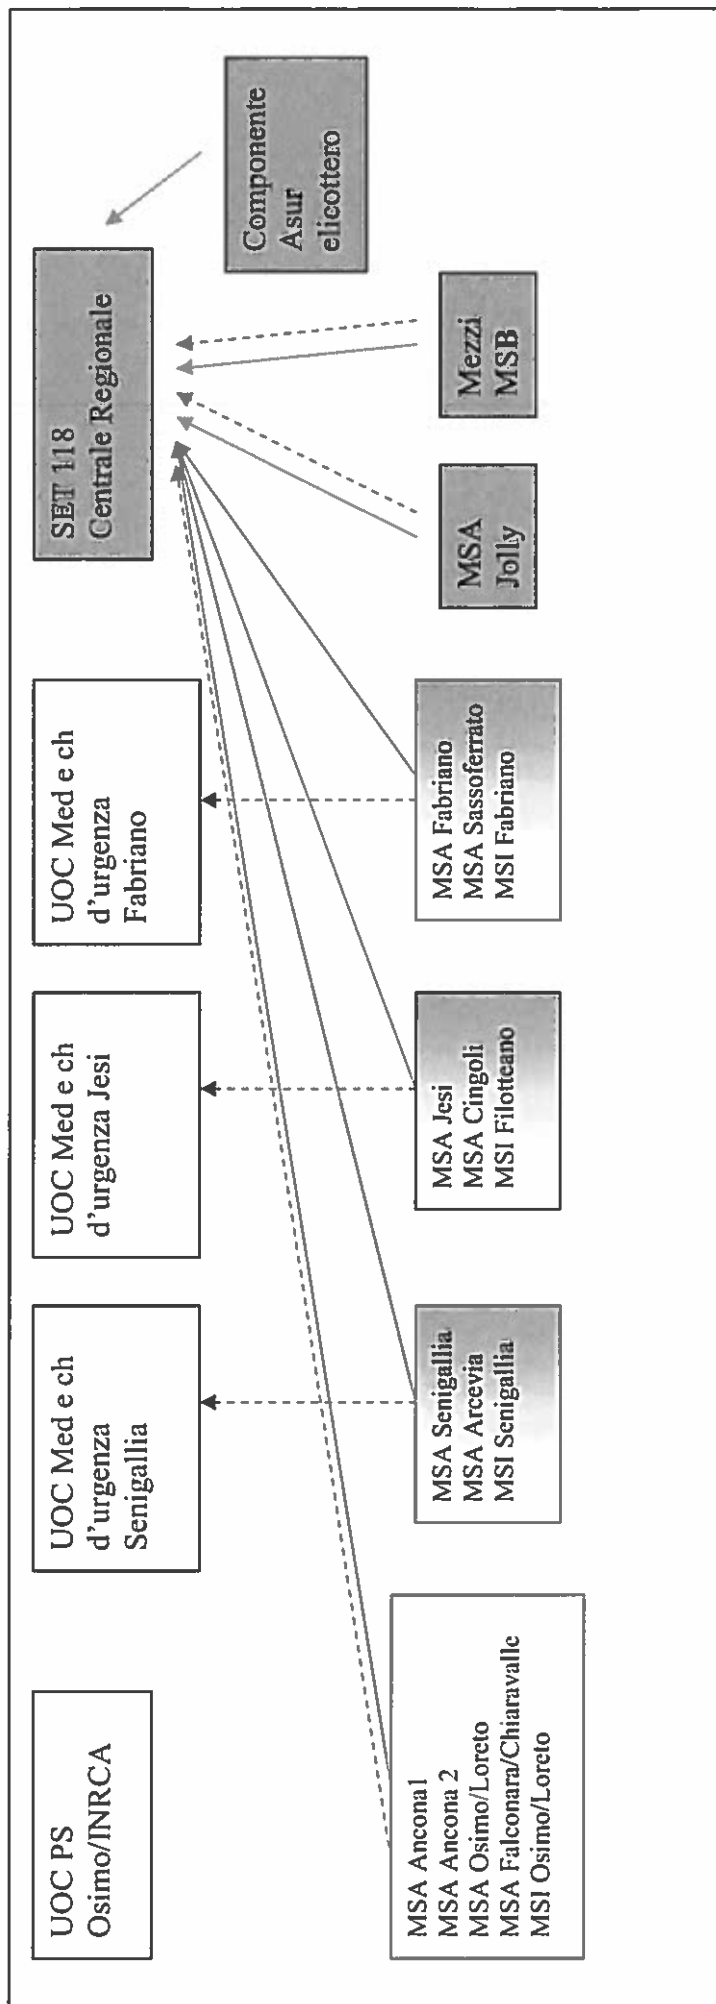 UOC PS
Osimo/INRCA
UOC Med e ch
d'urgenza
Senigallia
UOC Med e ch
d'urgenza Jesi
UOC Med e ch
d'urgenza
Fabriano
SET 118
Centrale Regionale
Componente
Asur
elicottero
MSA Ancona1
MSA Ancona 2
MSA Osimo/Loreto
MSA Falconara/Chiaravalle
MSI Osimo/Loreto
MSA Senigallia
MSA Arcevia
MSI Senigallia
MSA Jesi
MSA Cingoli
MSI Filotteano
MSA Fabriano
MSA Sassoferrato
MSI Fabriano
MSA
Jolly
Mezzi
MSB